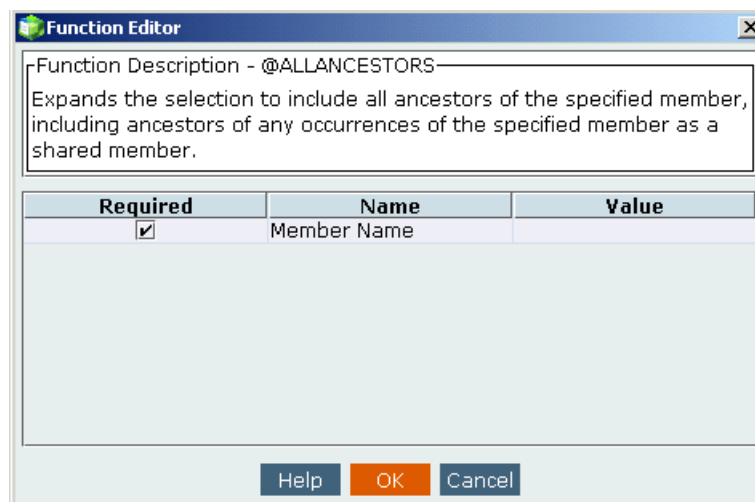 Function Editor
Function Description - @ALLANCESTORS
Expands the selection to include all ancestors of the specified member,
including ancestors of any occurrences of the specified member as a
shared member.
Required Name Value
Member Name
Help OK Cancel